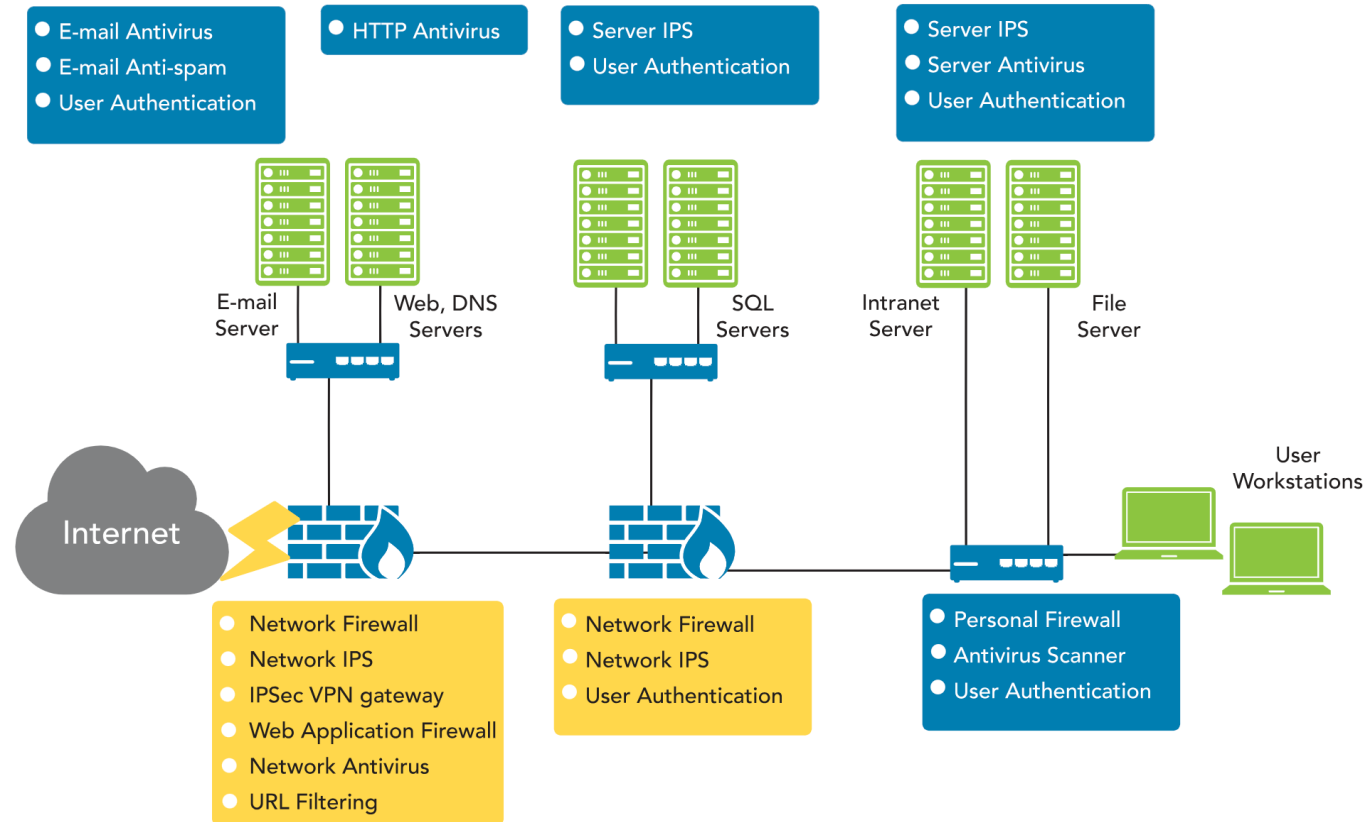 E-mail Antivirus
E-mail Anti-spam
User Authentication
HTTP Antivirus
Server IPS
User Authentication
Server IPS
Server Antivirus
User Authentication
E-mail
Server
Web, DNS
Servers
SQL
Servers
Intranet
Server
File
Server
Internet
User
Workstations
Network Firewall
Network IPS
IPSec VPN gateway
Web Application Firewall
Network Antivirus
URL Filtering
Network Firewall
Network IPS
User Authentication
Personal Firewall
Antivirus Scanner
User Authentication